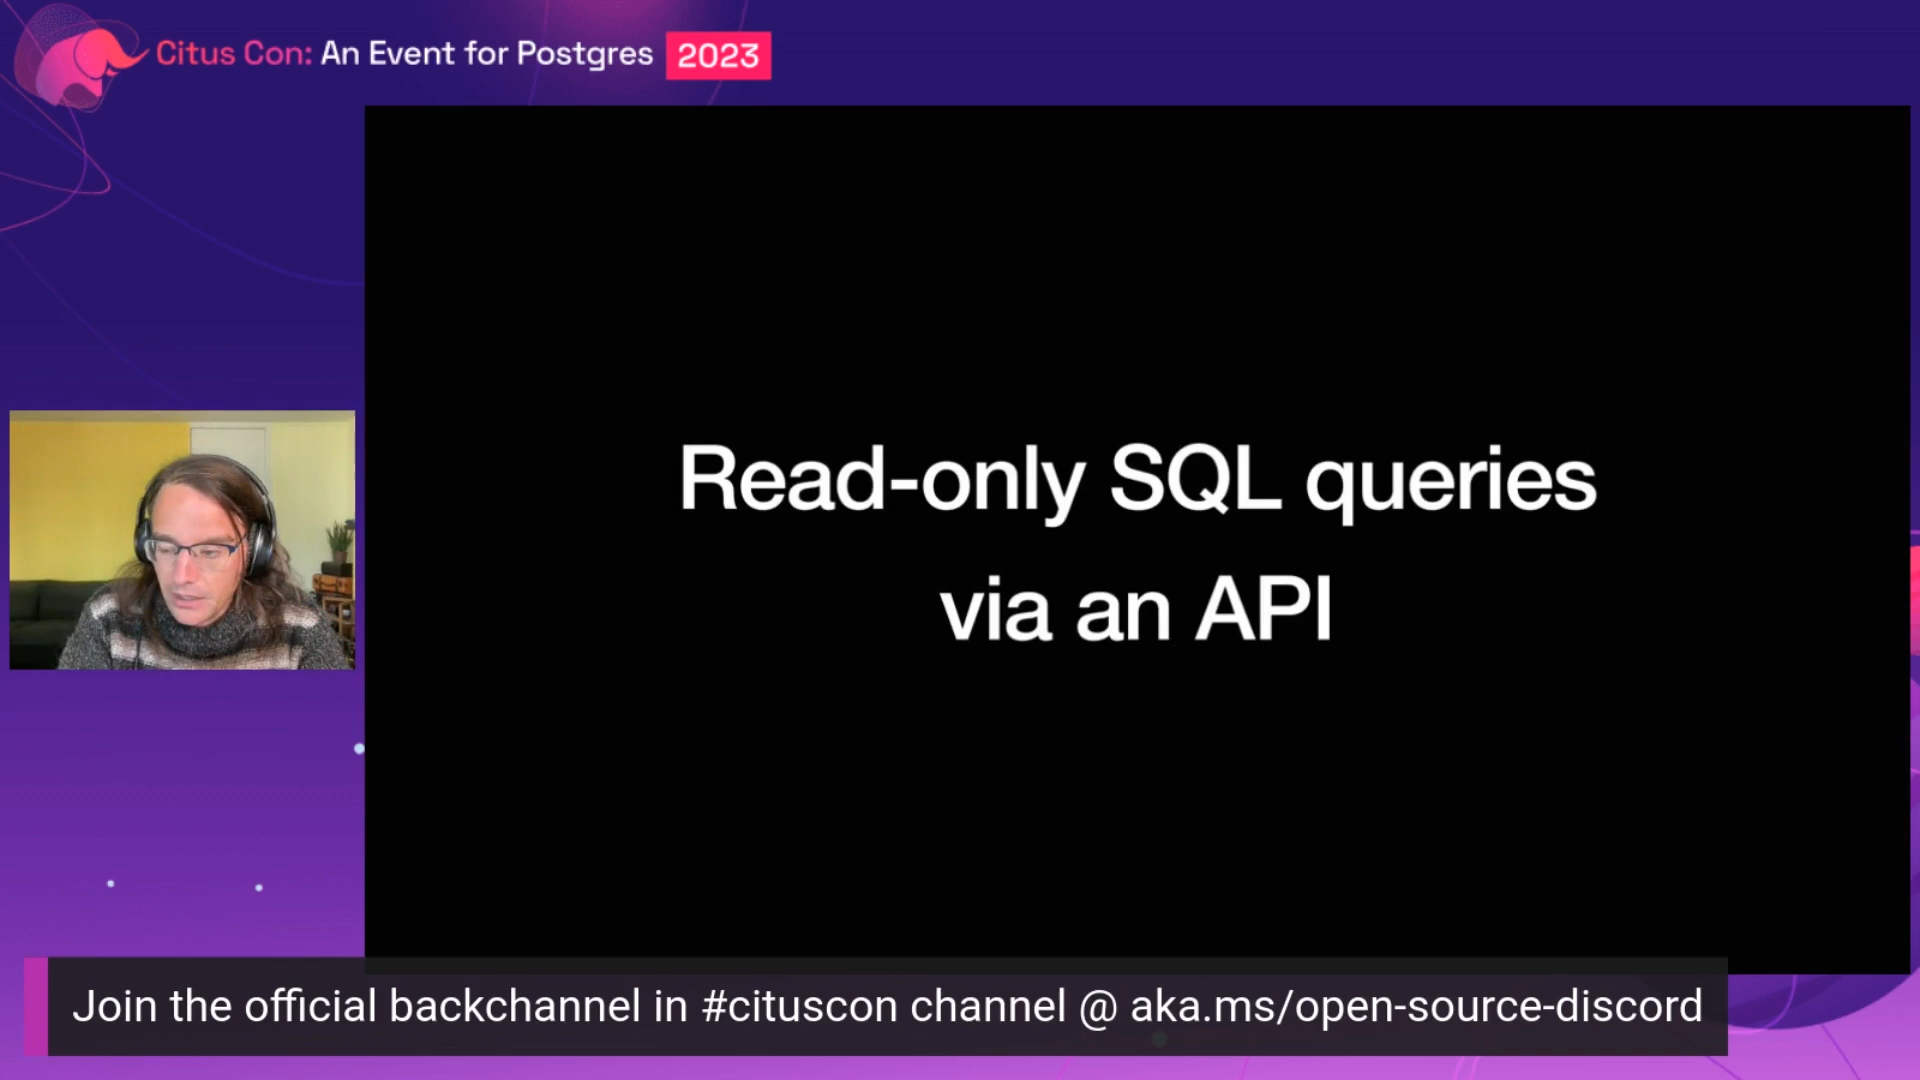 Citus Con: An Event for Postgres 2023
Read-only SQL queries
via an API
Join the official backchannel in #cituscon channel @ aka.ms/open-source-discord